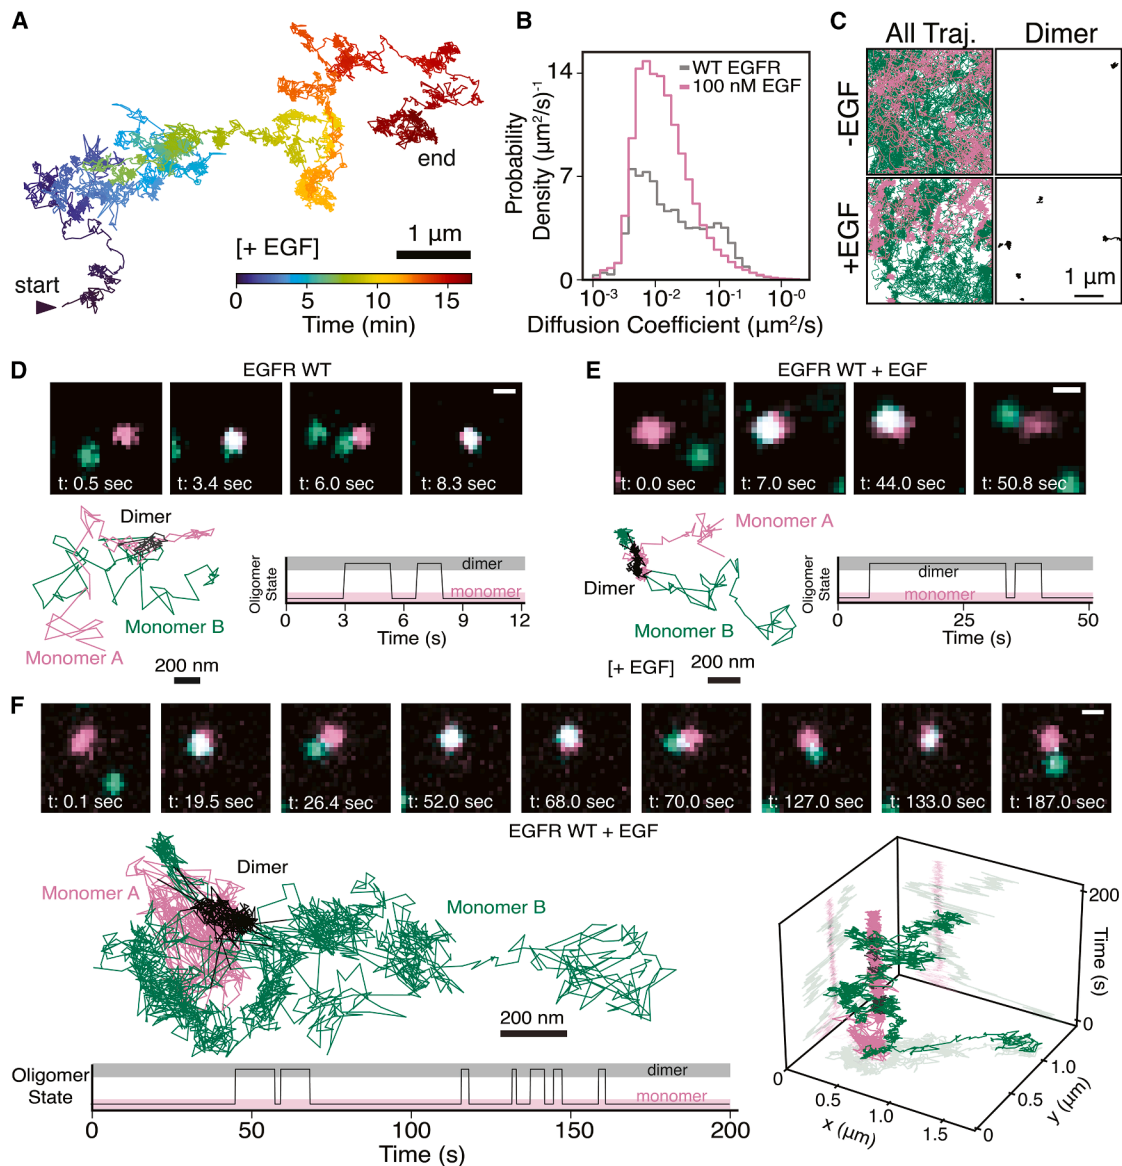 A
start
end
[+ EGF]
1 µm
0 5 10 15
Time (min)
B
Probability
Density (µm²/s)⁻¹
14
7
0
WT EGFR
100 nM EGF
10⁻³ 10⁻² 10⁻¹ 10⁻⁰
Diffusion Coefficient (µm²/s)
C
All Traj. Dimer
-EGF
+EGF
1 µm
D
EGFR WT
t: 0.5 sec t: 3.4 sec t: 6.0 sec t: 8.3 sec
Dimer
Monomer B
Monomer A
200 nm
Oligomer
State
dimer
monomer
0 3 6 9 12
Time (s)
E
EGFR WT + EGF
t: 0.0 sec t: 7.0 sec t: 44.0 sec t: 50.8 sec
Monomer A
Dimer
Monomer B
[+ EGF]
200 nm
Oligomer
State
dimer
monomer
0 25 50
Time (s)
F
t: 0.1 sec t: 19.5 sec t: 26.4 sec t: 52.0 sec t: 68.0 sec t: 70.0 sec t: 127.0 sec t: 133.0 sec t: 187.0 sec
EGFR WT + EGF
Dimer
Monomer A
Monomer B
200 nm
Oligomer
State
dimer
monomer
0 50 100 150 200
Time (s)
200
0
Time (s)
0 0.5 1.0 1.5
x (µm)
0 0.5 1.0
y (µm)